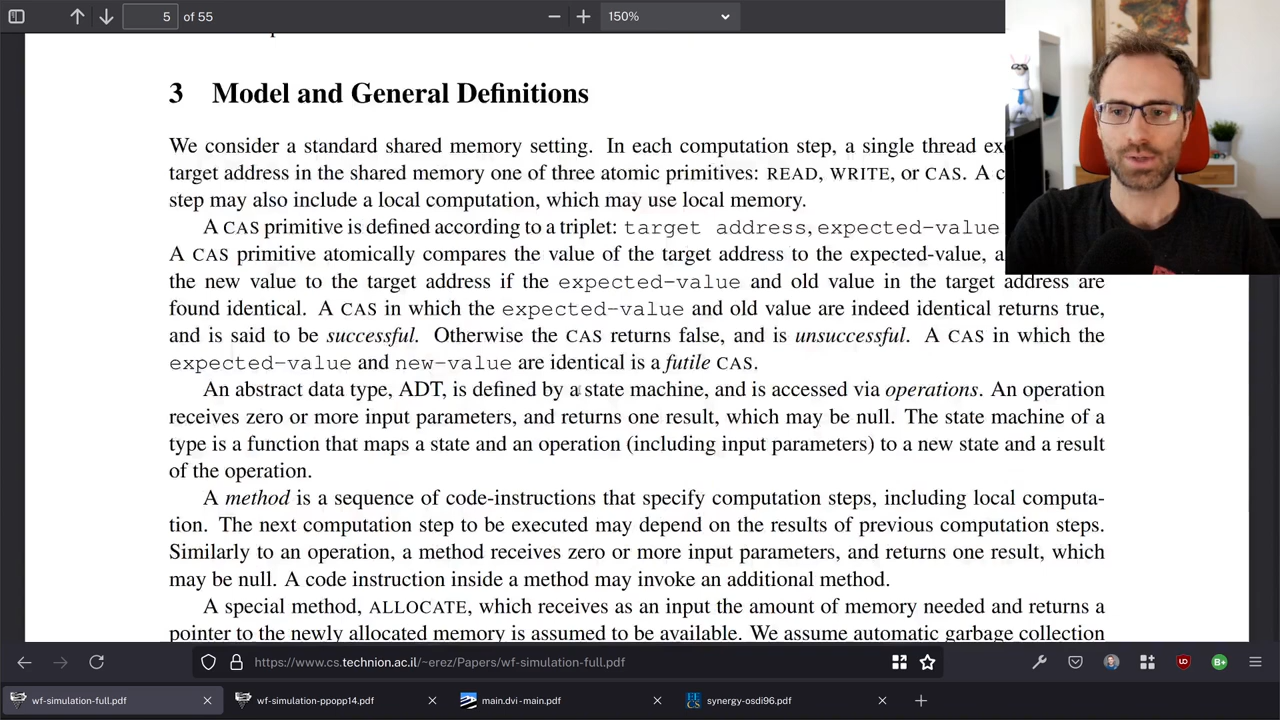 5 of 55
150%
3 Model and General Definitions
We consider a standard shared memory setting. In each computation step, a single thread
target address in the shared memory one of three atomic primitives: READ, WRITE, or CAS. A
step may also include a local computation, which may use local memory.
A CAS primitive is defined according to a triplet: target address, expected-value
A CAS primitive atomically compares the value of the target address to the expected-value,
the new value to the target address if the expected-value and old value in the target address are
found identical. A CAS in which the expected-value and old value are indeed identical returns true,
and is said to be successful. Otherwise the CAS returns false, and is unsuccessful. A CAS in which the
expected-value and new-value are identical is a futile CAS.
An abstract data type, ADT, is defined by a state machine, and is accessed via operations. An operation
receives zero or more input parameters, and returns one result, which may be null. The state machine of a
type is a function that maps a state and an operation (including input parameters) to a new state and a result
of the operation.
A method is a sequence of code-instructions that specify computation steps, including local computa-
tion. The next computation step to be executed may depend on the results of previous computation steps.
Similarly to an operation, a method receives zero or more input parameters, and returns one result, which
may be null. A code instruction inside a method may invoke an additional method.
A special method, ALLOCATE, which receives as an input the amount of memory needed and returns a
pointer to the newly allocated memory is assumed to be available. We assume automatic garbage collection
https://www.cs.technion.ac.il/~erez/Papers/wf-simulation-full.pdf
wf-simulation-full.pdf
wf-simulation-ppopp14.pdf
main.dvi - main.pdf
synergy-osdi96.pdf